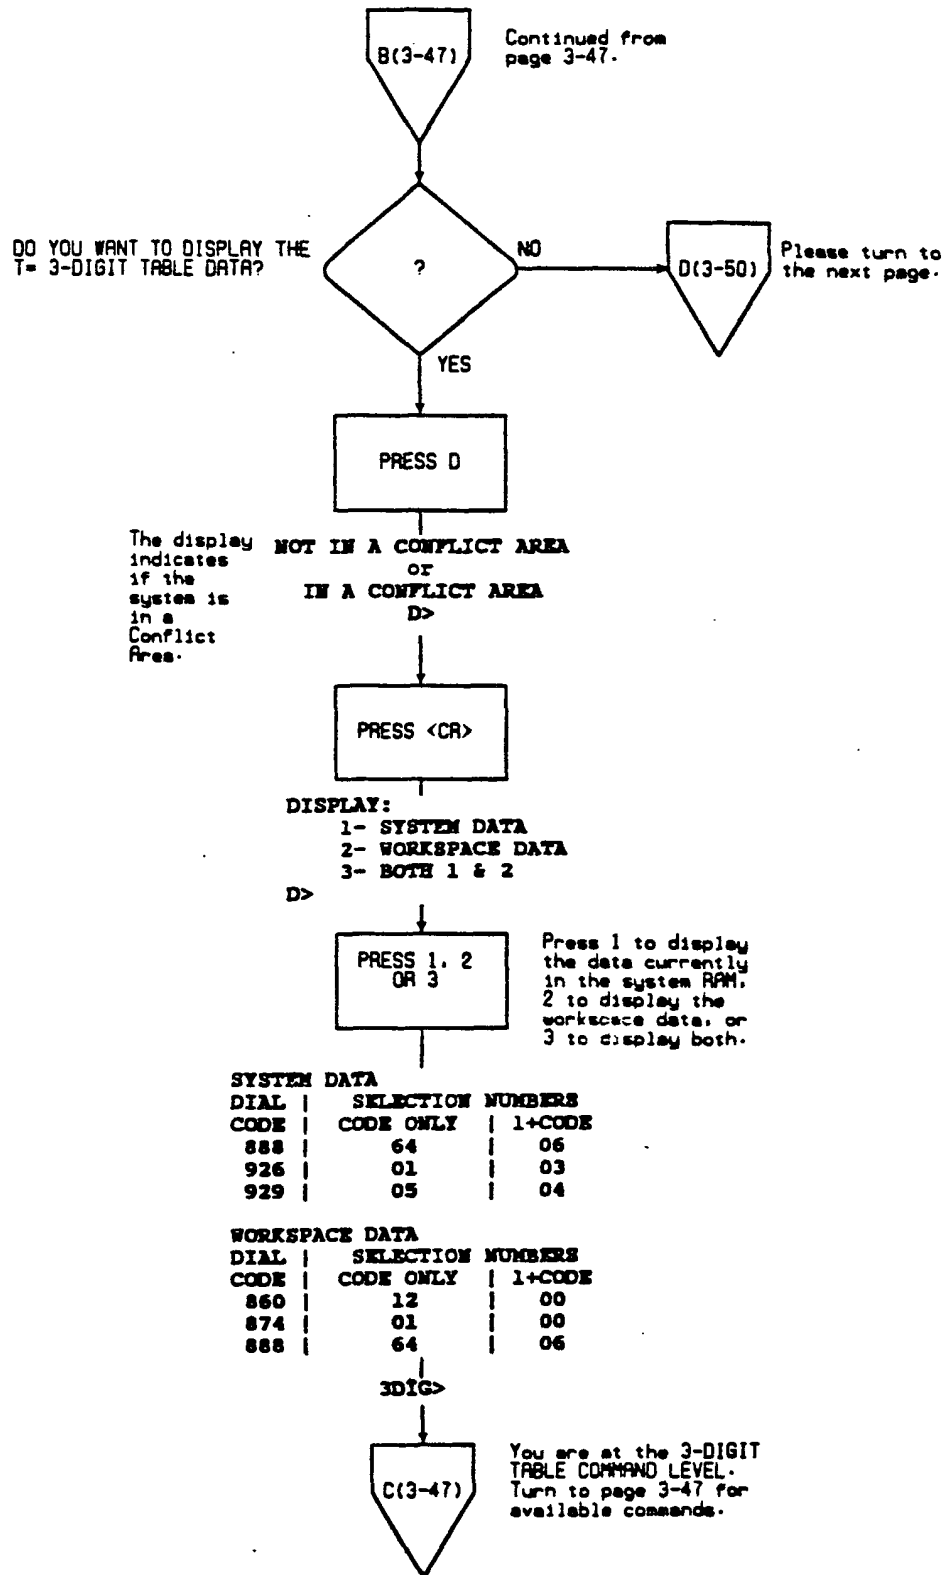 B(3-47)
Continued from
page 3-47.
DO YOU WANT TO DISPLAY THE
T= 3-DIGIT TABLE DATA?
?
NO
D(3-50)
Please turn to
the next page.
YES
PRESS D
The display
indicates
if the
system is
in a
Conflict
Area.
NOT IN A CONFLICT AREA
or
IN A CONFLICT AREA
D>
PRESS <CR>
DISPLAY:
1- SYSTEM DATA
2- WORKSPACE DATA
3- BOTH 1 & 2
D>
PRESS 1, 2
OR 3
Press 1 to display
the data currently
in the system RAM,
2 to display the
workspace data, or
3 to display both.
SYSTEM DATA
DIAL | SELECTION NUMBERS
CODE | CODE ONLY | 1+CODE
888 | 64 | 06
926 | 01 | 03
929 | 05 | 04
WORKSPACE DATA
DIAL | SELECTION NUMBERS
CODE | CODE ONLY | 1+CODE
860 | 12 | 00
874 | 01 | 00
888 | 64 | 06
3DIG>
C(3-47)
You are at the 3-DIGIT
TABLE COMMAND LEVEL.
Turn to page 3-47 for
available commands.